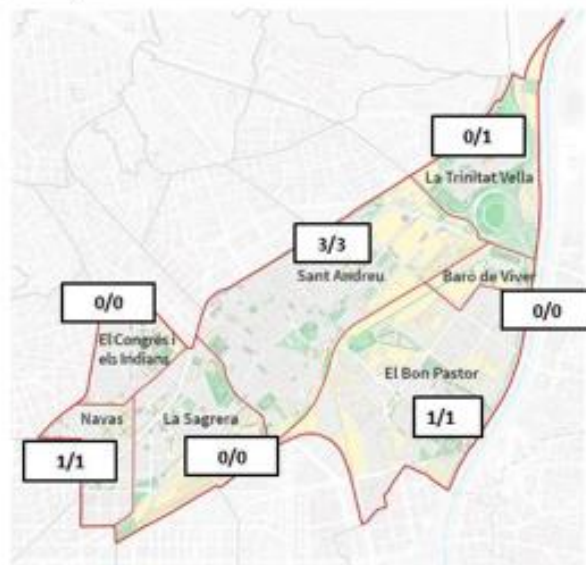 0/1
La Trinitat Vella
3/3
Sant Andreu
Baró de Viver
0/0
0/0
El Congrés i
els Indians
El Bon Pastor
Navas
La Sagrera
1/1
1/1
0/0